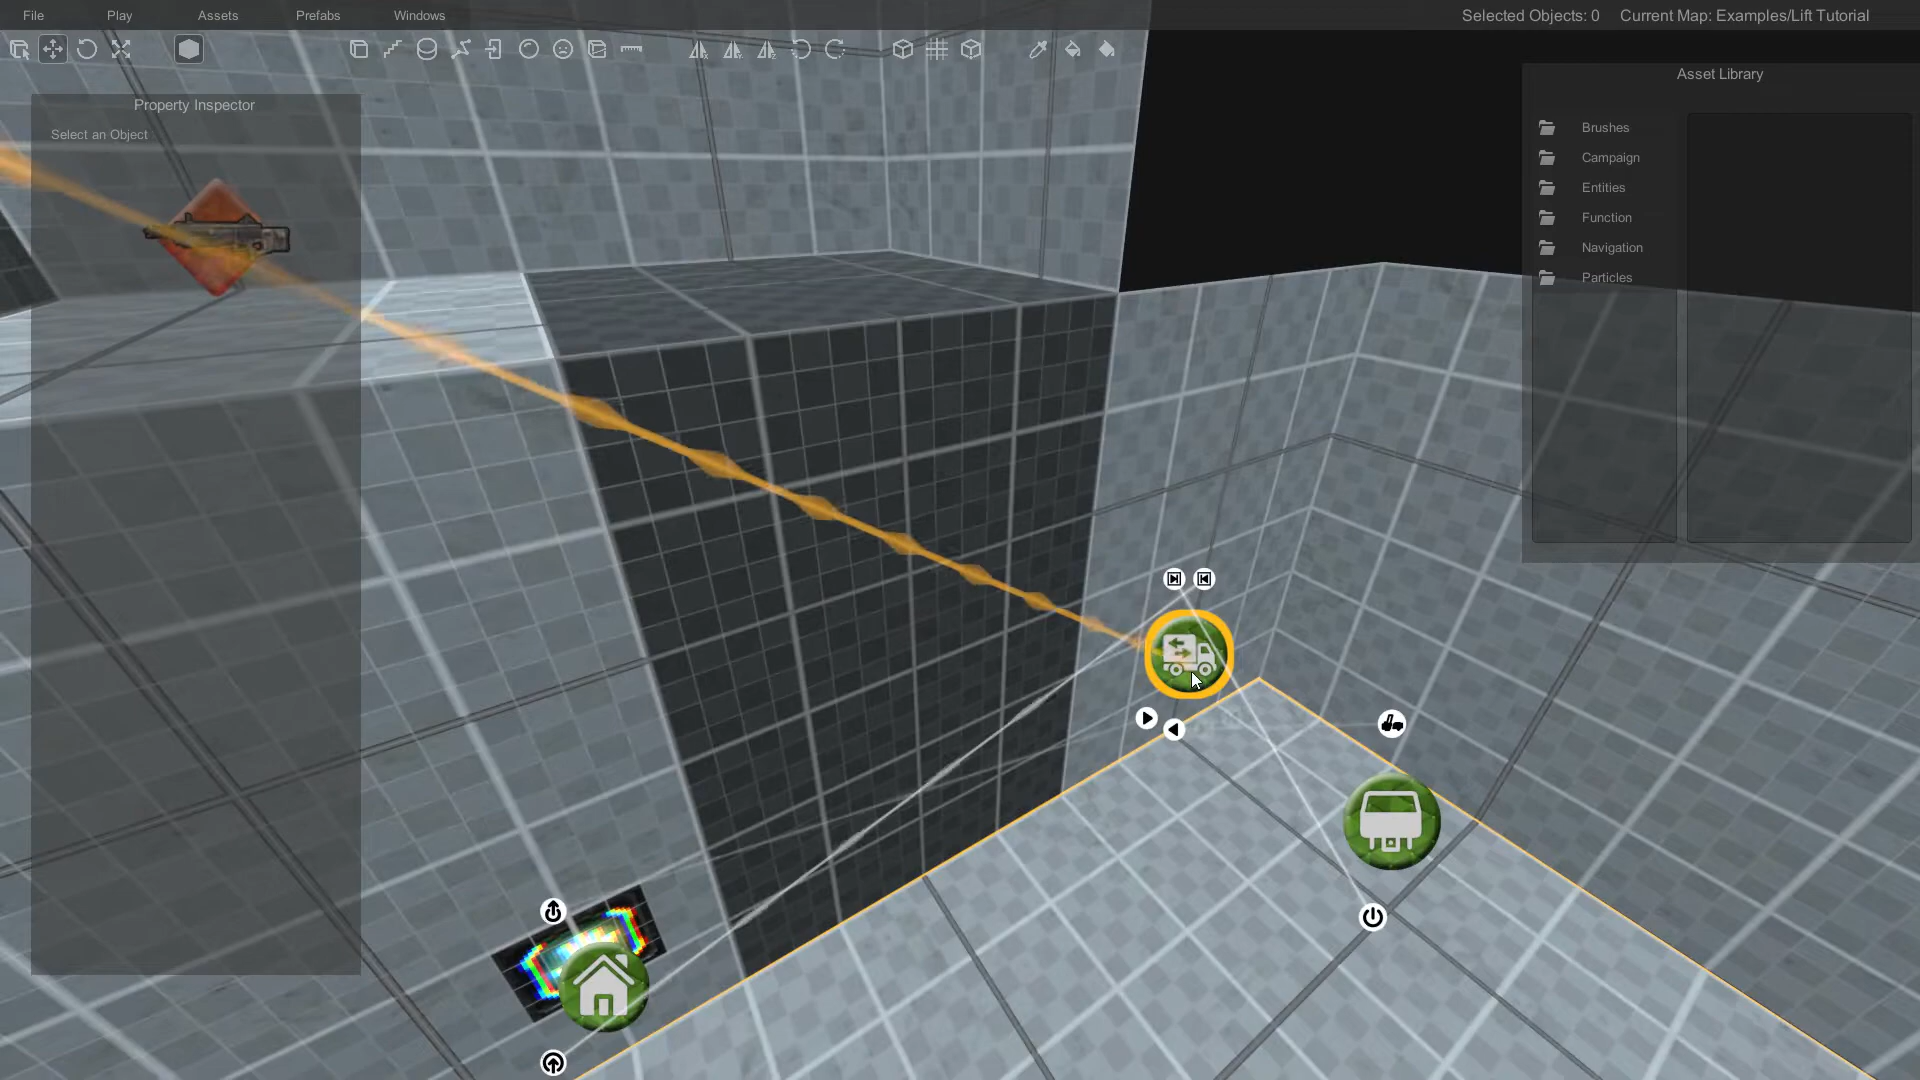 File Play Assets Prefabs Windows Selected Objects: 0 Current Map: Examples/Lift Tutorial
Property Inspector
Select an Object
Asset Library
Brushes
Campaign
Entities
Function
Navigation
Particles